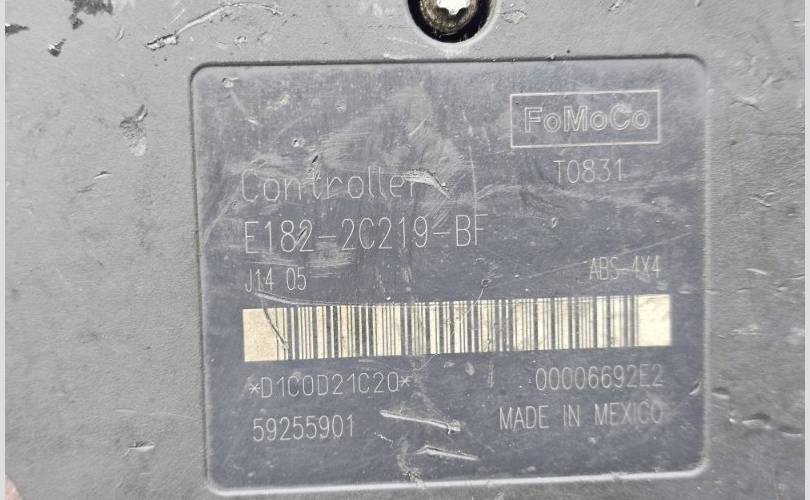 FoMoCo
T0831
Controller
E182-2C219-BF
J14 05 ABS-4X4
*D1C0D21C20* 00006692E2
59255901 MADE IN MEXICO